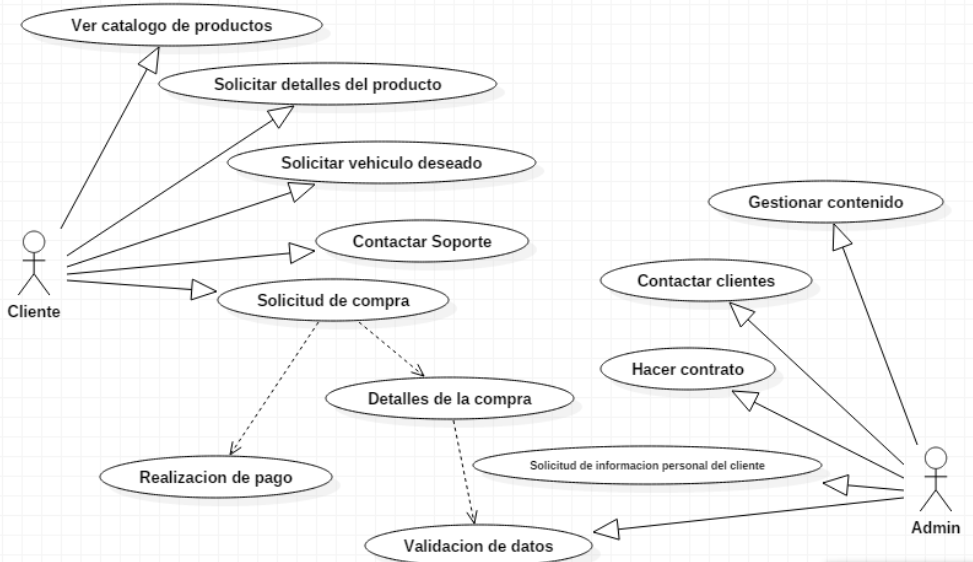 Ver catalogo de productos
Solicitar detalles del producto
Solicitar vehiculo deseado
Gestionar contenido
Contactar Soporte
Contactar clientes
Solicitud de compra
Cliente
Hacer contrato
Detalles de la compra
Solicitud de informacion personal del cliente
Realizacion de pago
Admin
Validacion de datos